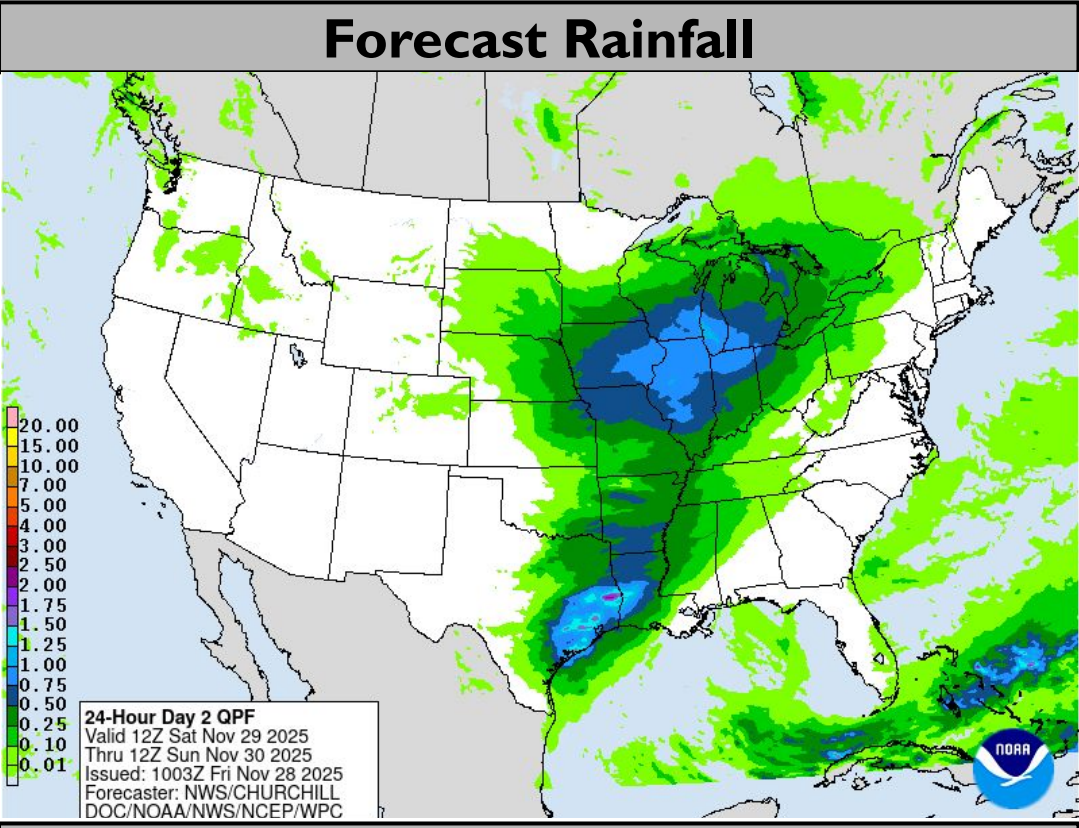 Forecast Rainfall
20.00
15.00
10.00
7.00
5.00
4.00
3.00
2.50
2.00
1.75
1.50
1.25
1.00
0.75
0.50
0.25
0.10
0.01
24-Hour Day 2 QPF
Valid 12Z Sat Nov 29 2025
Thru 12Z Sun Nov 30 2025
Issued: 1003Z Fri Nov 28 2025
Forecaster: NWS/CHURCHILL
DOC/NOAA/NWS/NCEP/WPC
NOAA